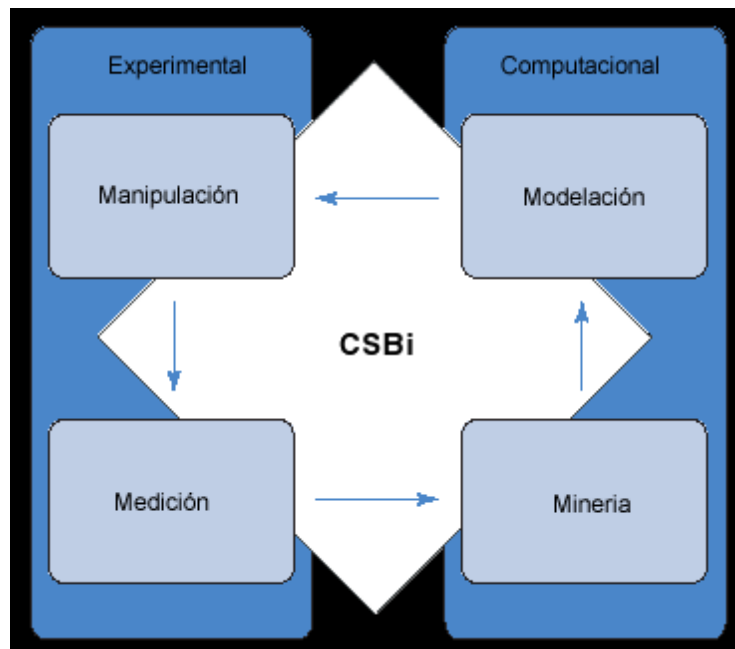 Experimental
Computacional
Manipulación
Modelación
CSBi
Medición
Mineria